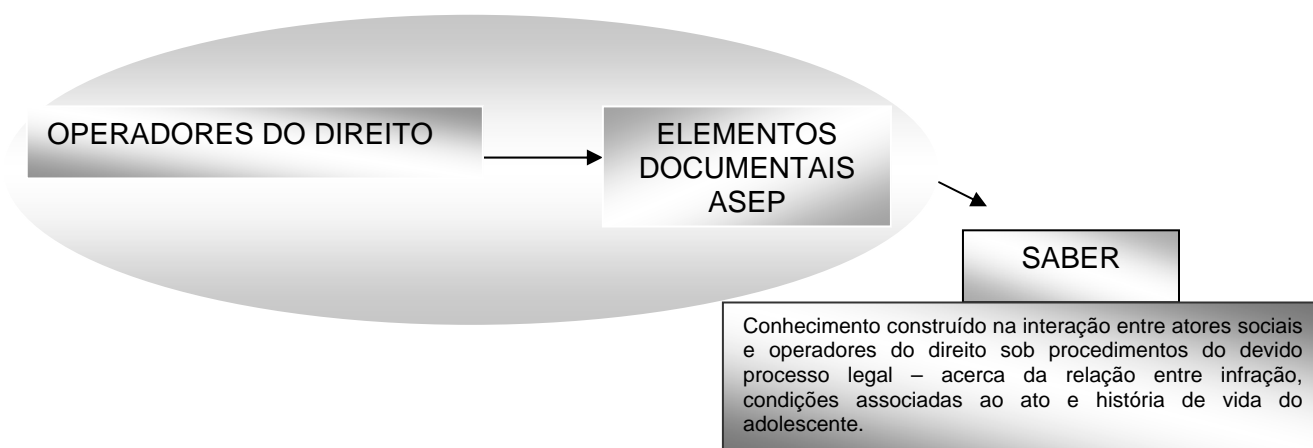 OPERADORES DO DIREITO
ELEMENTOS
DOCUMENTAIS
ASEP
SABER
Conhecimento construído na interação entre atores sociais
e operadores do direito sob procedimentos do devido
processo legal – acerca da relação entre infração,
condições associadas ao ato e história de vida do
adolescente.